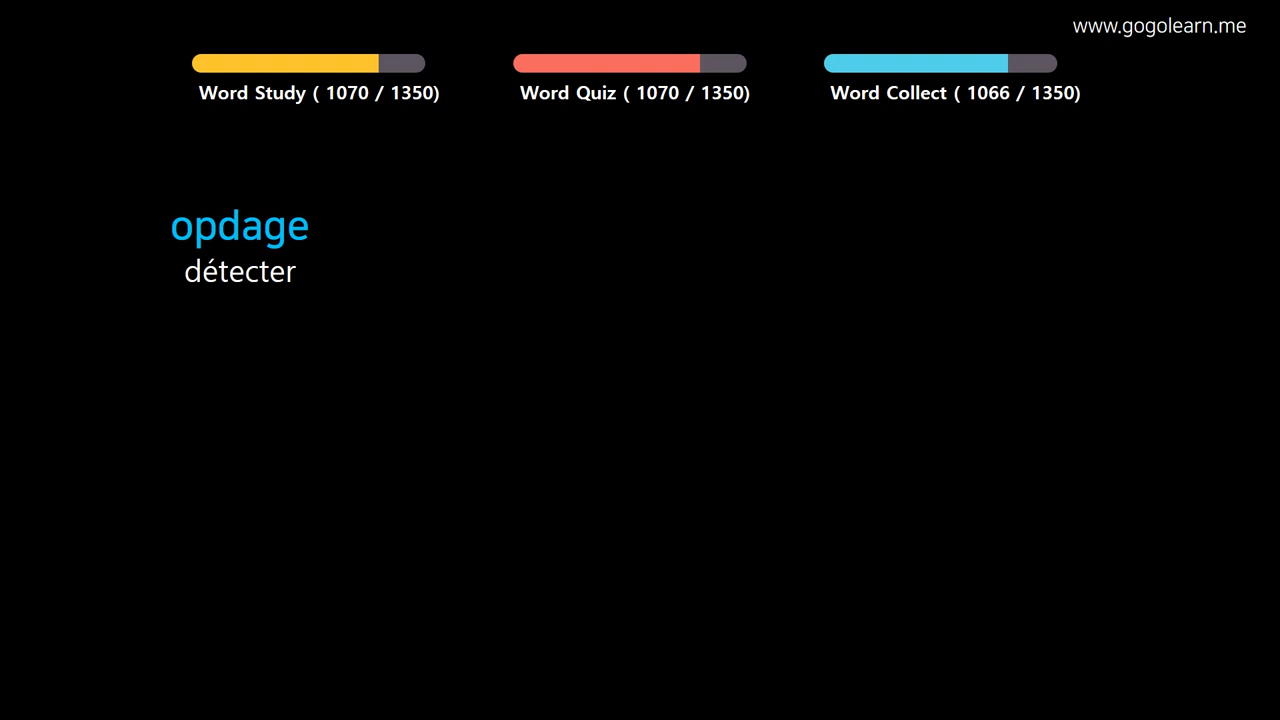 www.gogolearn.me
Word Study ( 1070 / 1350)
Word Quiz ( 1070 / 1350)
Word Collect ( 1066 / 1350)
opdage
détecter